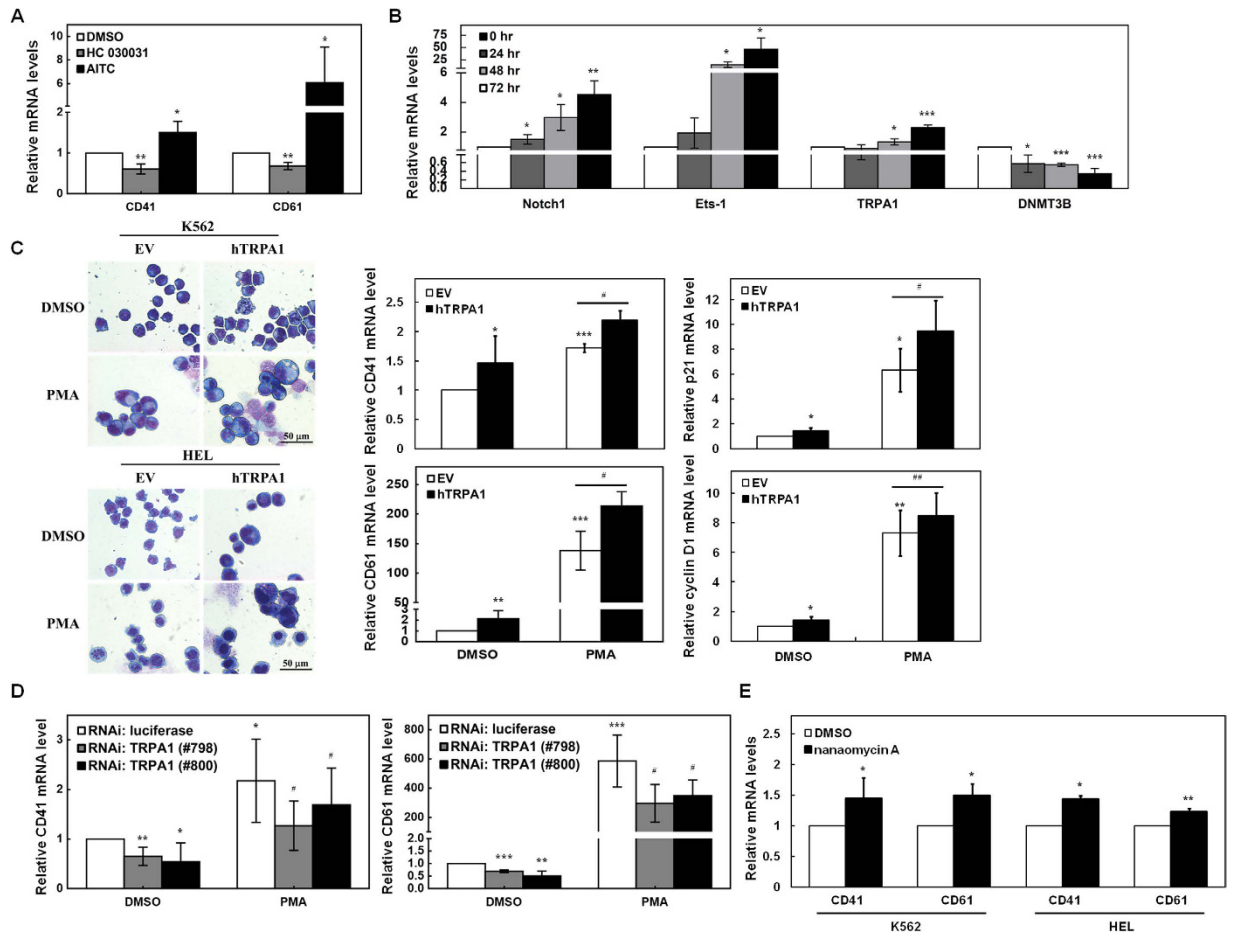 A
Relative mRNA levels
10
8
6
4
2
1
0
DMSO
HC 030031
AITC
**
*
**
*
CD41
CD61
B
Relative mRNA levels
75
50
25
6
4
2
0.6
0.4
0.2
0.0
0 hr
24 hr
48 hr
72 hr
*
*
**
*
*
*
***
*
***
***
Notch1
Ets-1
TRPA1
DNMT3B
C
K562
EV
hTRPA1
DMSO
PMA
50 μm
HEL
EV
hTRPA1
DMSO
PMA
50 μm
Relative CD41 mRNA level
2.5
2
1.5
1
0.5
0
EV
hTRPA1
*
***
#
Relative p21 mRNA level
12
10
8
6
4
2
0
EV
hTRPA1
*
*
#
Relative CD61 mRNA level
250
200
150
100
50
3
2
1
0
EV
hTRPA1
**
***
#
DMSO
PMA
Relative cyclin D1 mRNA level
10
8
6
4
2
0
EV
hTRPA1
*
**
##
DMSO
PMA
D
Relative CD41 mRNA level
3
2
1
0
RNAi: luciferase
RNAi: TRPA1 (#798)
RNAi: TRPA1 (#800)
**
*
*
#
#
DMSO
PMA
Relative CD61 mRNA level
800
600
400
200
2.0
1.5
1.0
0.5
0.0
RNAi: luciferase
RNAi: TRPA1 (#798)
RNAi: TRPA1 (#800)
***
**
***
#
#
DMSO
PMA
E
Relative mRNA levels
2.5
2
1.5
1
0.5
0
DMSO
nanaomycin A
*
*
*
**
CD41
CD61
CD41
CD61
K562
HEL